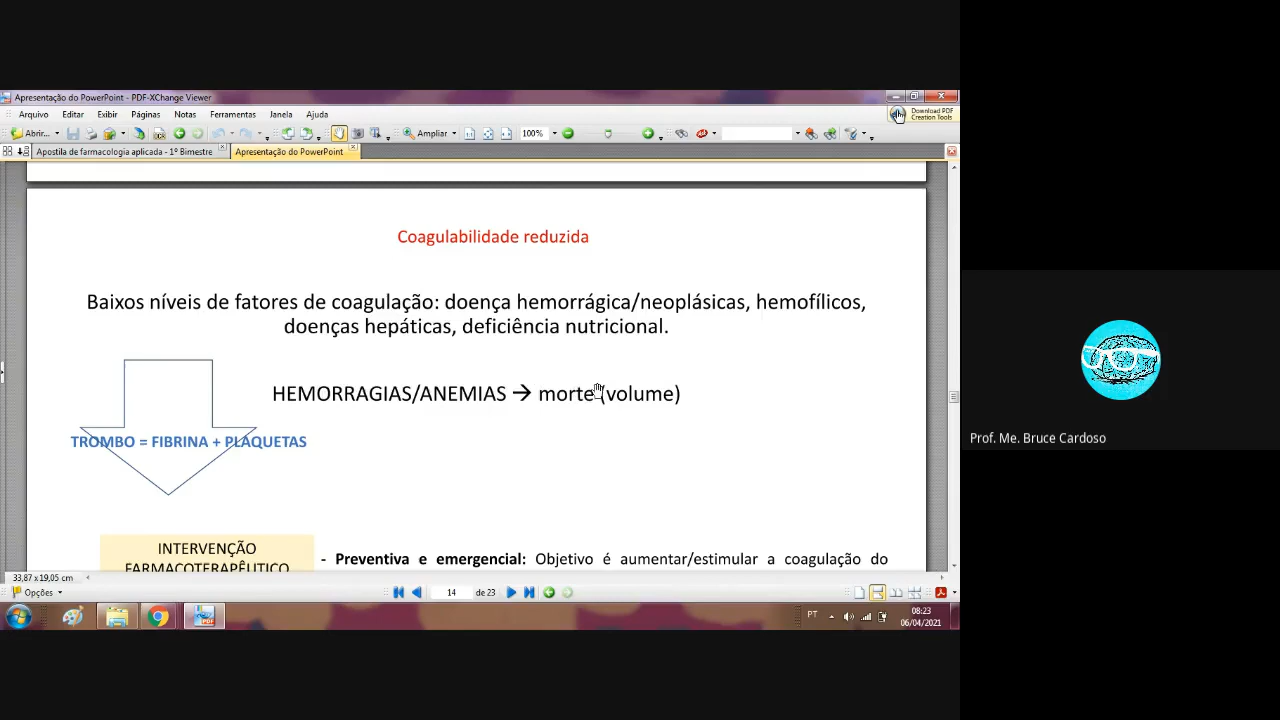 Apresentação do PowerPoint - PDF-XChange Viewer
Arquivo Editar Exibir Páginas Notas Ferramentas Janela Ajuda
Download PDF
Creation Tools
Abrir... Ampliar 100%
Apostila de farmacologia aplicada - 1º Bimestre Apresentação do PowerPoint
Coagulabilidade reduzida
Baixos níveis de fatores de coagulação: doença hemorrágica/neoplásicas, hemofílicos,
doenças hepáticas, deficiência nutricional.
HEMORRAGIAS/ANEMIAS → morte (volume)
TROMBO = FIBRINA + PLAQUETAS
Prof. Me. Bruce Cardoso
INTERVENÇÃO
FARMACOTERAPÊUTICO
- Preventiva e emergencial: Objetivo é aumentar/estimular a coagulação do
33,87 x 19,05 cm
Opções 14 de 23
PT 08:23
06/04/2021